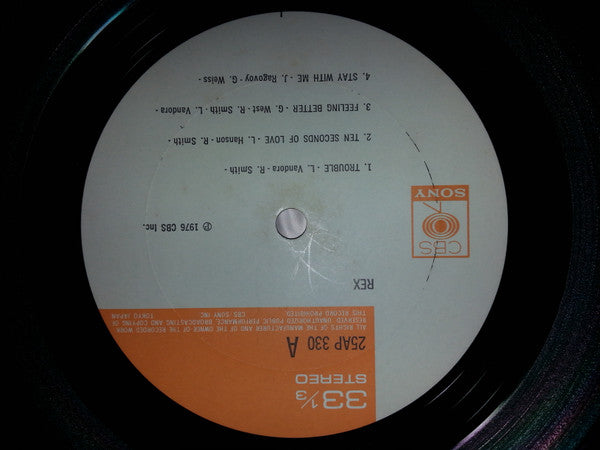 33 1/3
STEREO
25AP 330 A
ALL RIGHTS OF THE MANUFACTURER AND OF THE OWNER OF THE RECORDED WORK
RESERVED UNAUTHORIZED PUBLIC PERFORMANCE, BROADCASTING AND COPYING OF
THIS RECORD PROHIBITED. CBS SONY INC. TOKYO JAPAN
REX
CBS
SONY
℗ 1976 CBS Inc.
1. TROUBLE - L. Vandora - R. Smith -
2. TEN SECONDS OF LOVE - L. Hanson - R. Smith
3. FEELING BETTER - G. West - R. Smith - L. Vandora -
4. STAY WITH ME - J. Ragovoy - G. Weiss -